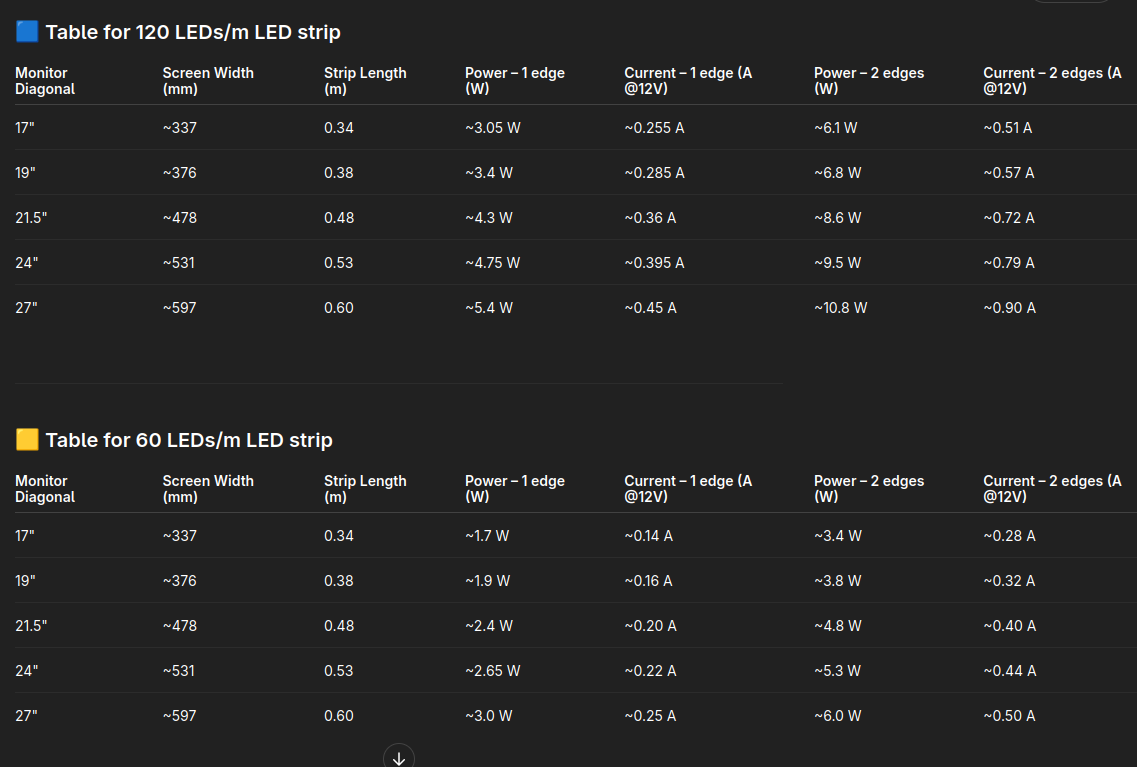 Table for 120 LEDs/m LED strip
Monitor Diagonal Screen Width (mm) Strip Length (m) Power – 1 edge (W) Current – 1 edge (A @12V) Power – 2 edges (W) Current – 2 edges (A @12V)
17" ~337 0.34 ~3.05 W ~0.255 A ~6.1 W ~0.51 A
19" ~376 0.38 ~3.4 W ~0.285 A ~6.8 W ~0.57 A
21.5" ~478 0.48 ~4.3 W ~0.36 A ~8.6 W ~0.72 A
24" ~531 0.53 ~4.75 W ~0.395 A ~9.5 W ~0.79 A
27" ~597 0.60 ~5.4 W ~0.45 A ~10.8 W ~0.90 A
Table for 60 LEDs/m LED strip
Monitor Diagonal Screen Width (mm) Strip Length (m) Power – 1 edge (W) Current – 1 edge (A @12V) Power – 2 edges (W) Current – 2 edges (A @12V)
17" ~337 0.34 ~1.7 W ~0.14 A ~3.4 W ~0.28 A
19" ~376 0.38 ~1.9 W ~0.16 A ~3.8 W ~0.32 A
21.5" ~478 0.48 ~2.4 W ~0.20 A ~4.8 W ~0.40 A
24" ~531 0.53 ~2.65 W ~0.22 A ~5.3 W ~0.44 A
27" ~597 0.60 ~3.0 W ~0.25 A ~6.0 W ~0.50 A